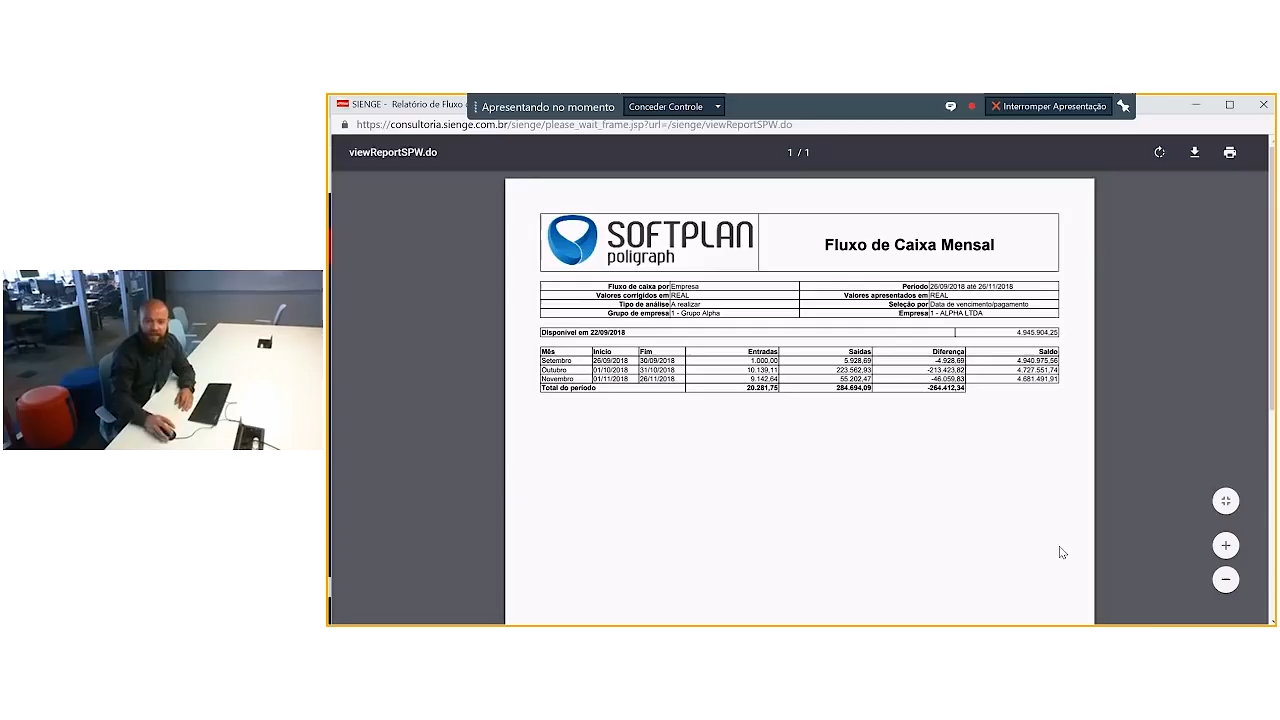 SIENGE - Relatório de Fluxo
Apresentando no momento
Conceder Controle
Interromper Apresentação
https://consultoria.sienge.com.br/sienge/please_wait_frame.jsp?url=/sienge/viewReportSPW.do
viewReportSPW.do
1 / 1
SOFTPLAN
poligraph
Fluxo de Caixa Mensal
Fluxo de caixa por Empresa Período 26/09/2018 até 26/11/2018
Valores corrigidos em REAL Valores apresentados em REAL
Tipo de análise A realizar Seleção por Data de vencimento/pagamento
Grupo de empresa 1 - Grupo Alpha Empresa 1 - ALPHA LTDA
Disponível em 22/09/2018 4.945.904,25
Mês Início Fim Entradas Saídas Diferença Saldo
Setembro 26/09/2018 30/09/2018 1.000,00 5.928,69 -4.928,69 4.940.975,56
Outubro 01/10/2018 31/10/2018 10.139,11 223.562,93 -213.423,82 4.727.551,74
Novembro 01/11/2018 26/11/2018 9.142,64 55.202,47 -46.059,83 4.681.491,91
Total do período 20.281,75 284.694,09 -264.412,34